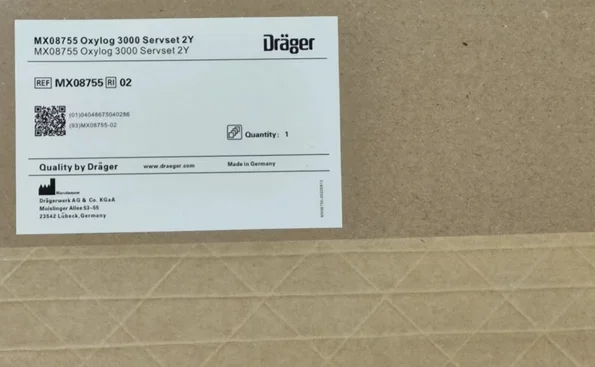 MX08755 Oxylog 3000 Servset 2Y
MX08755 Oxylog 3000 Servset 2Y
Dräger
REF MX08755 RI 02
(01)04048675040286
(93)MX08755-02
Quantity: 1
Quality by Dräger
www.draeger.com
Made in Germany
Manufacturer
Drägerwerk AG & Co. KGaA
Moislinger Allee 53–55
23542 Lübeck, Germany